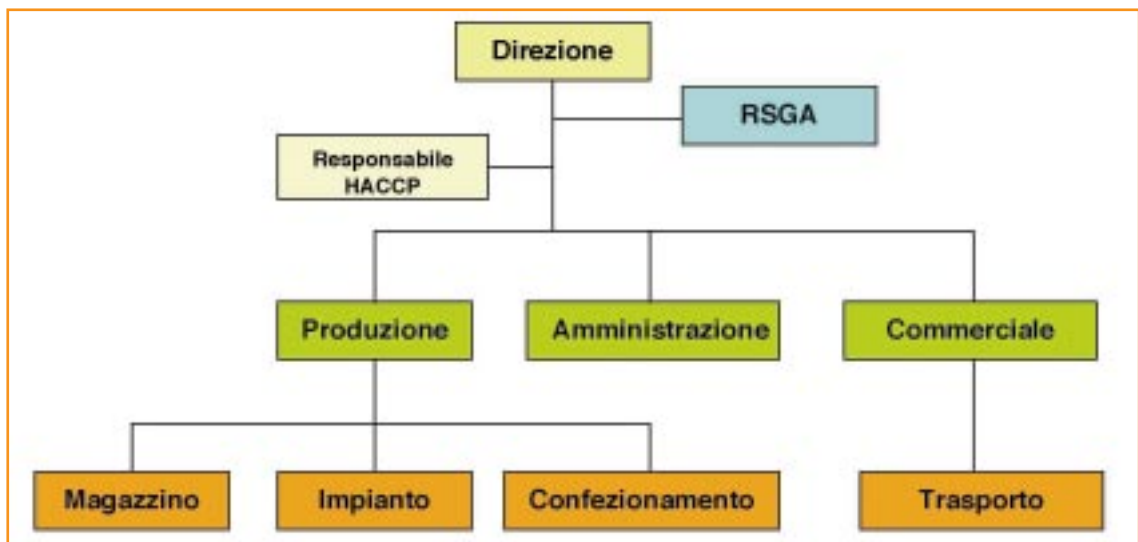 Direzione
RSGA
Responsabile
HACCP
Produzione
Amministrazione
Commerciale
Magazzino
Impianto
Confezionamento
Trasporto